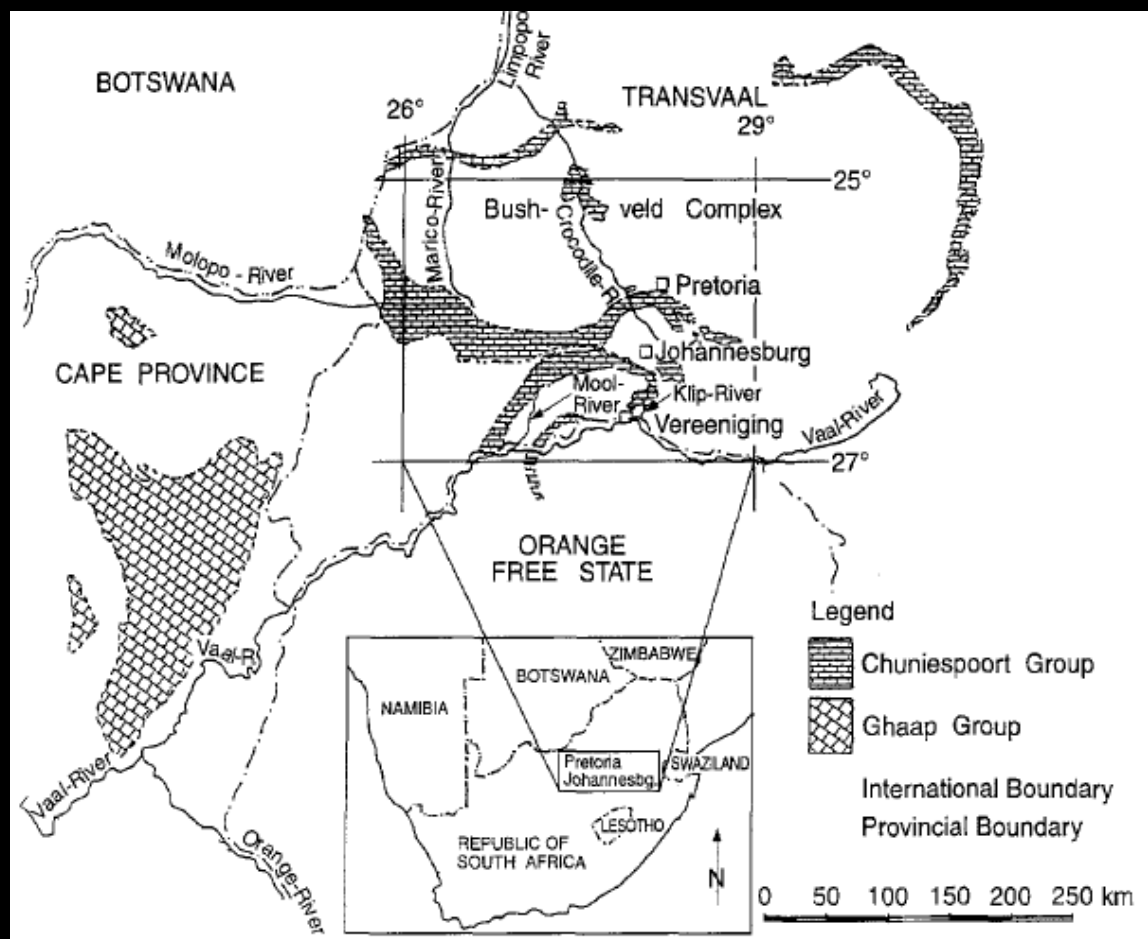 BOTSWANA
Limpopo
River
TRANSVAAL
26°
29°
25°
Bush-
veld Complex
Marico-River
Crocodile-R.
Molopo-River
Pretoria
Johannesburg
CAPE PROVINCE
Mooi-
River
Klip-River
Vereeniging
Vaal-River
27°
ORANGE
FREE STATE
Vaal-R.
Vaal-River
Orange-River
Legend
Chuniespoort Group
Ghaap Group
International Boundary
Provincial Boundary
ZIMBABWE
BOTSWANA
NAMIBIA
Pretoria
Johannesbg.
SWAZILAND
LESOTHO
REPUBLIC OF
SOUTH AFRICA
N
0 50 100 150 200 250 km